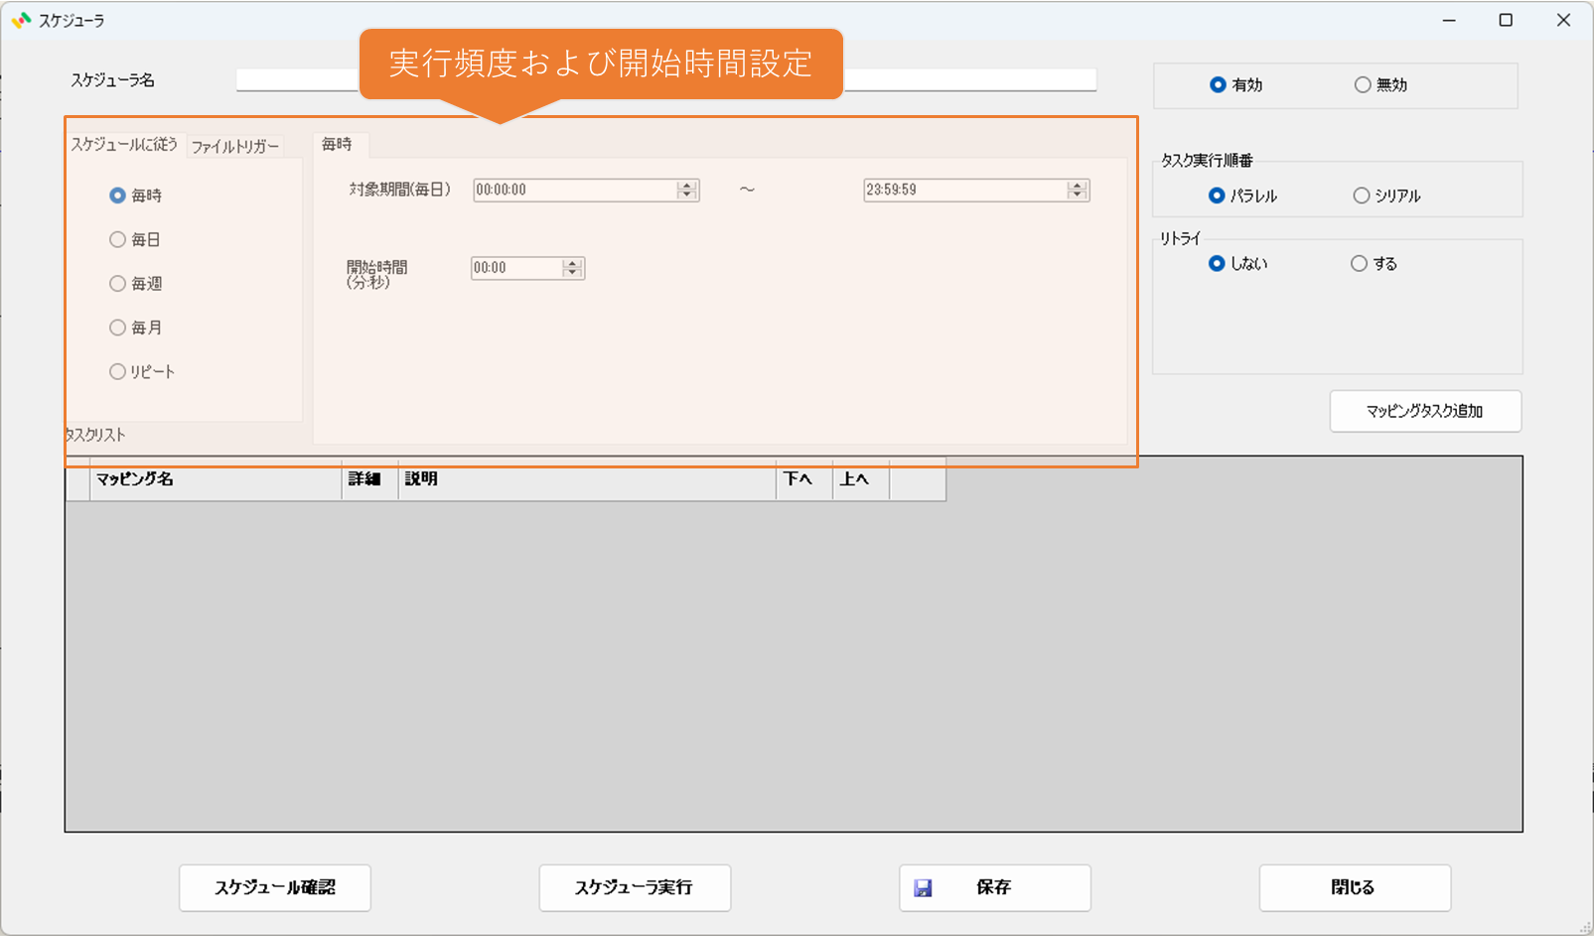 スケジューラ
実行頻度および開始時間設定
スケジューラ名
有効
無効
スケジュールに従う
ファイルトリガー
毎時
毎時
毎日
毎週
毎月
リピート
対象期間(毎日)
00:00:00
～
23:59:59
開始時間
(分:秒)
00:00
タスク実行順番
パラレル
シリアル
リトライ
しない
する
マッピングタスク追加
タスクリスト
マッピング名
詳細
説明
下へ
上へ
スケジュール確認
スケジューラ実行
保存
閉じる